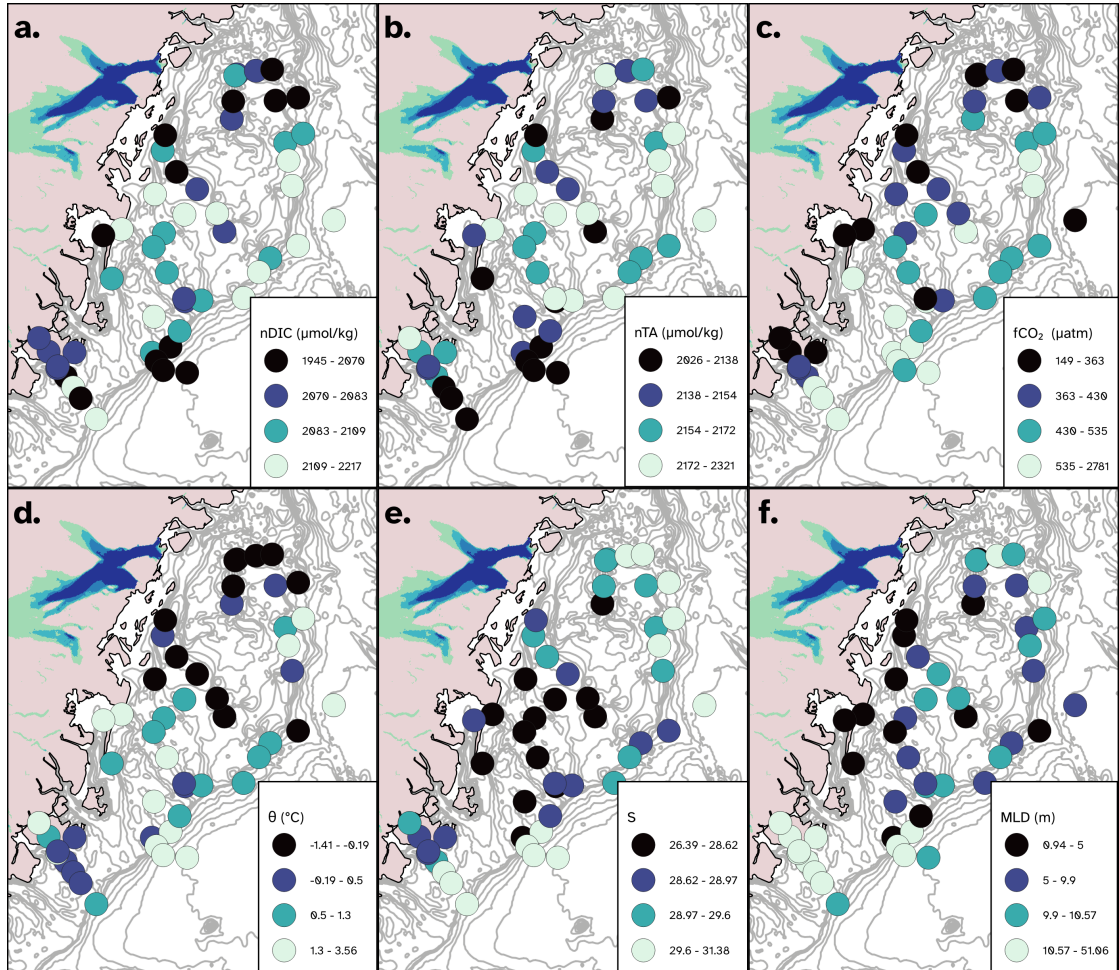 a.
nDIC (µmol/kg)
1945 - 2070
2070 - 2083
2083 - 2109
2109 - 2217
b.
nTA (µmol/kg)
2026 - 2138
2138 - 2154
2154 - 2172
2172 - 2321
c.
fCO₂ (µatm)
149 - 363
363 - 430
430 - 535
535 - 2781
d.
θ (°C)
-1.41 - -0.19
-0.19 - 0.5
0.5 - 1.3
1.3 - 3.56
e.
S
26.39 - 28.62
28.62 - 28.97
28.97 - 29.6
29.6 - 31.38
f.
MLD (m)
0.94 - 5
5 - 9.9
9.9 - 10.57
10.57 - 51.06